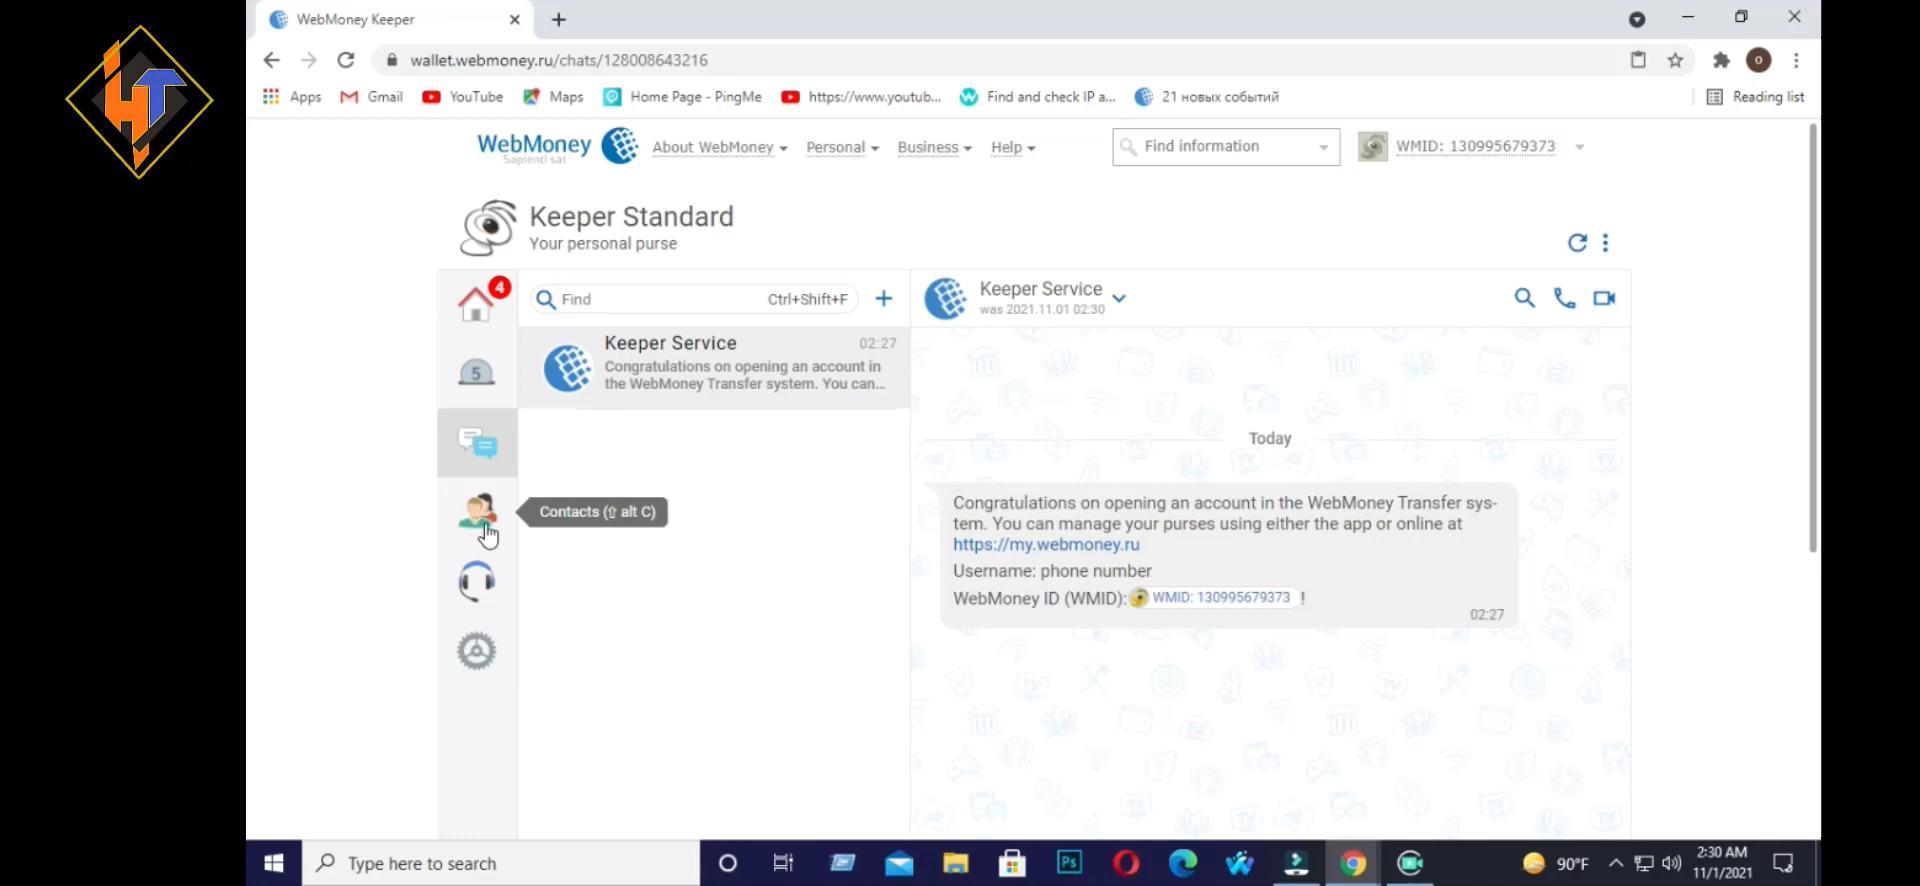 WebMoney Keeper
wallet.webmoney.ru/chats/128008643216
O
Apps
Gmail
YouTube
Maps
Home Page - PingMe
https://www.youtub...
Find and check IP a...
21 новых событий
Reading list
HT
WebMoney
Sapienti sat
About WebMoney
Personal
Business
Help
Find information
WMID: 130995679373
Keeper Standard
Your personal purse
4
Find
Ctrl+Shift+F
Keeper Service
was 2021.11.01 02:30
Keeper Service
02:27
Congratulations on opening an account in
the WebMoney Transfer system. You can...
5
Today
Contacts (⇧ alt C)
Congratulations on opening an account in the WebMoney Transfer sys-
tem. You can manage your purses using either the app or online at
https://my.webmoney.ru
Username: phone number
WebMoney ID (WMID): WMID: 130995679373 !
02:27
Type here to search
Ps
90°F
2:30 AM
11/1/2021